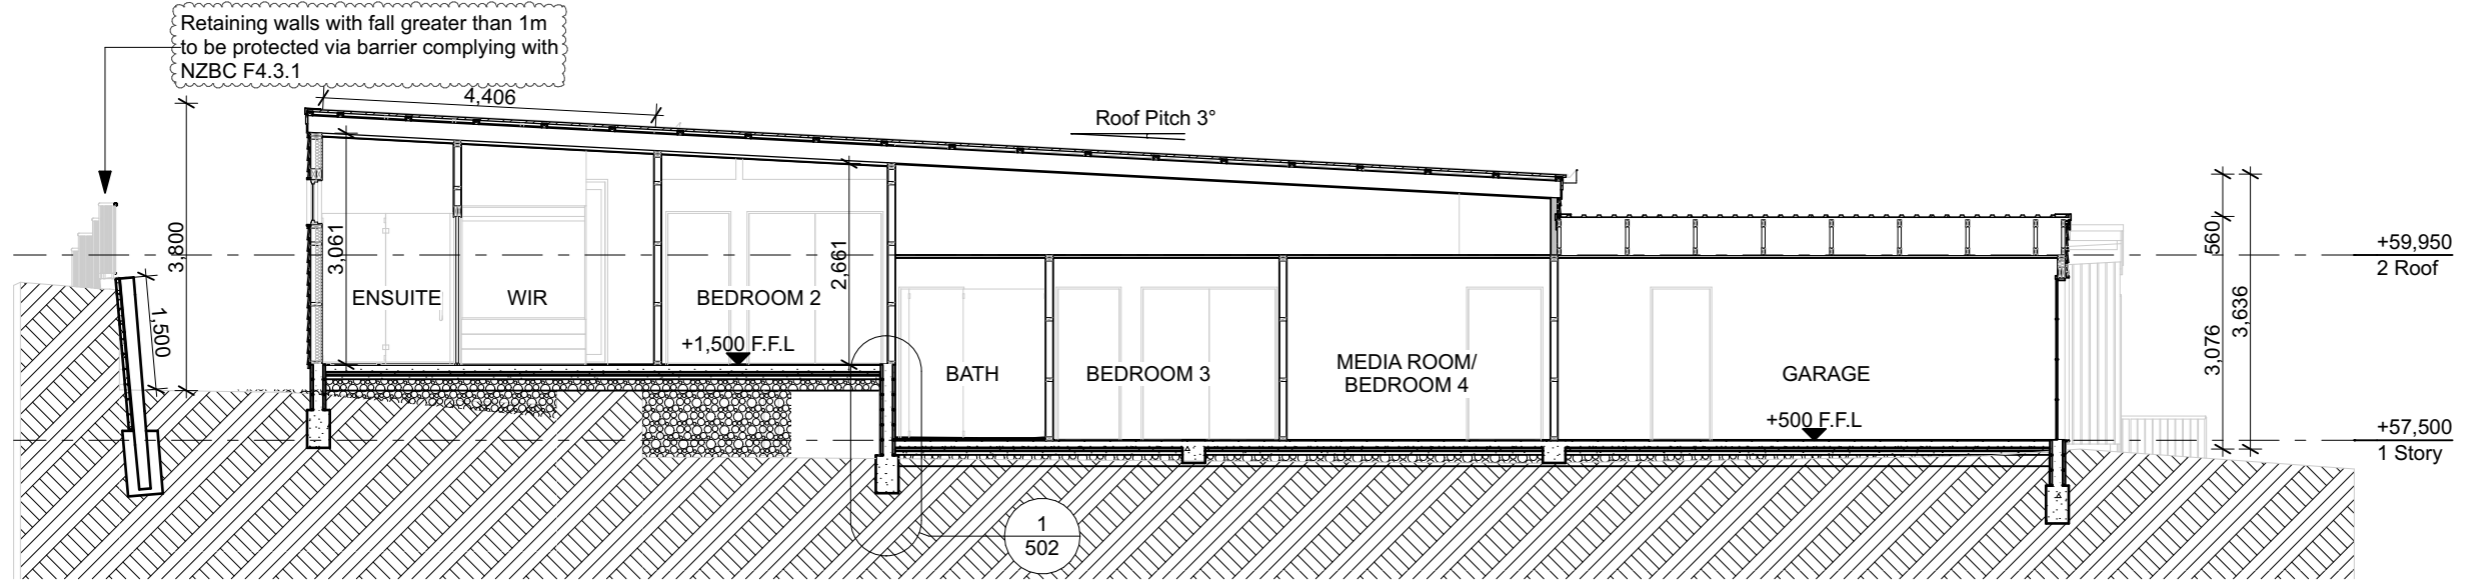 Retaining walls with fall greater than 1m
to be protected via barrier complying with
NZBC F4.3.1
4,406
Roof Pitch 3°
3,800
3,061
2,661
1,500
ENSUITE
WIR
BEDROOM 2
+1,500 F.F.L
BATH
BEDROOM 3
MEDIA ROOM/
BEDROOM 4
GARAGE
+500 F.F.L
560
3,076
3,636
+59,950
2 Roof
+57,500
1 Story
1
502